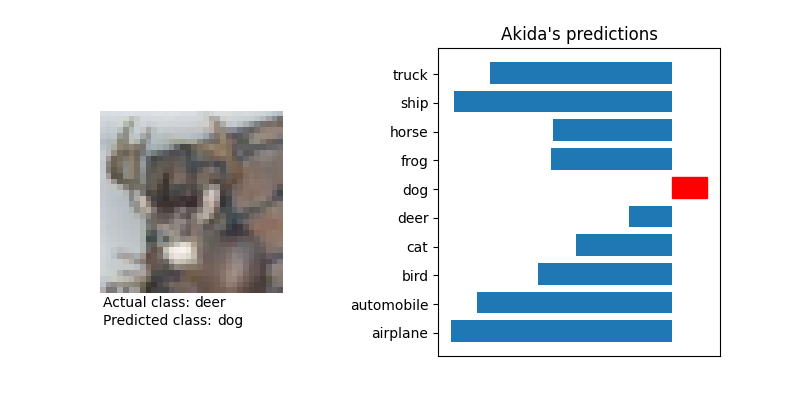 Akida's predictions
truck
ship
horse
frog
dog
deer
cat
bird
automobile
airplane
Actual class: deer
Predicted class: dog